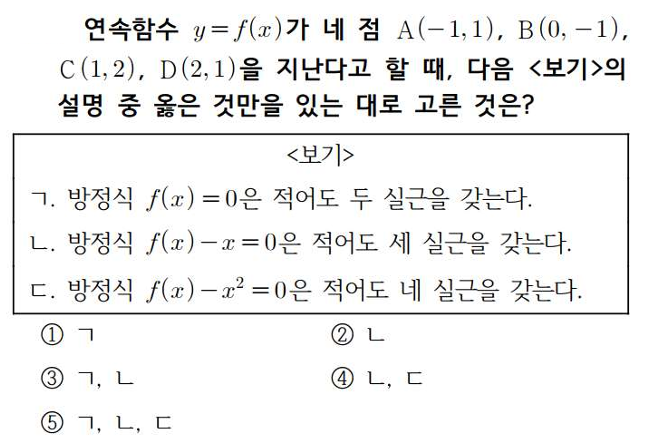 연속함수 y=f(x)가 네 점 A(-1, 1), B(0, -1),
C(1, 2), D(2, 1)을 지난다고 할 때, 다음 <보기>의
설명 중 옳은 것만을 있는 대로 고른 것은?
<보기>
ㄱ. 방정식 f(x)=0은 적어도 두 실근을 갖는다.
ㄴ. 방정식 f(x)-x=0은 적어도 세 실근을 갖는다.
ㄷ. 방정식 f(x)-x²=0은 적어도 네 실근을 갖는다.
① ㄱ ② ㄴ
③ ㄱ, ㄴ ④ ㄴ, ㄷ
⑤ ㄱ, ㄴ, ㄷ